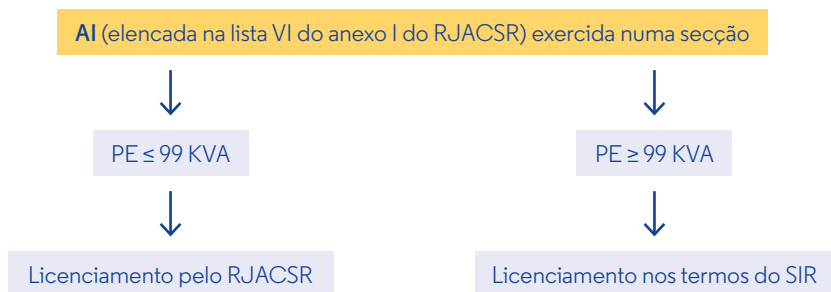 AI (elencada na lista VI do anexo I do RJACSR) exercida numa secção
PE ≤ 99 KVA
PE ≥ 99 KVA
Licenciamento pelo RJACSR
Licenciamento nos termos do SIR